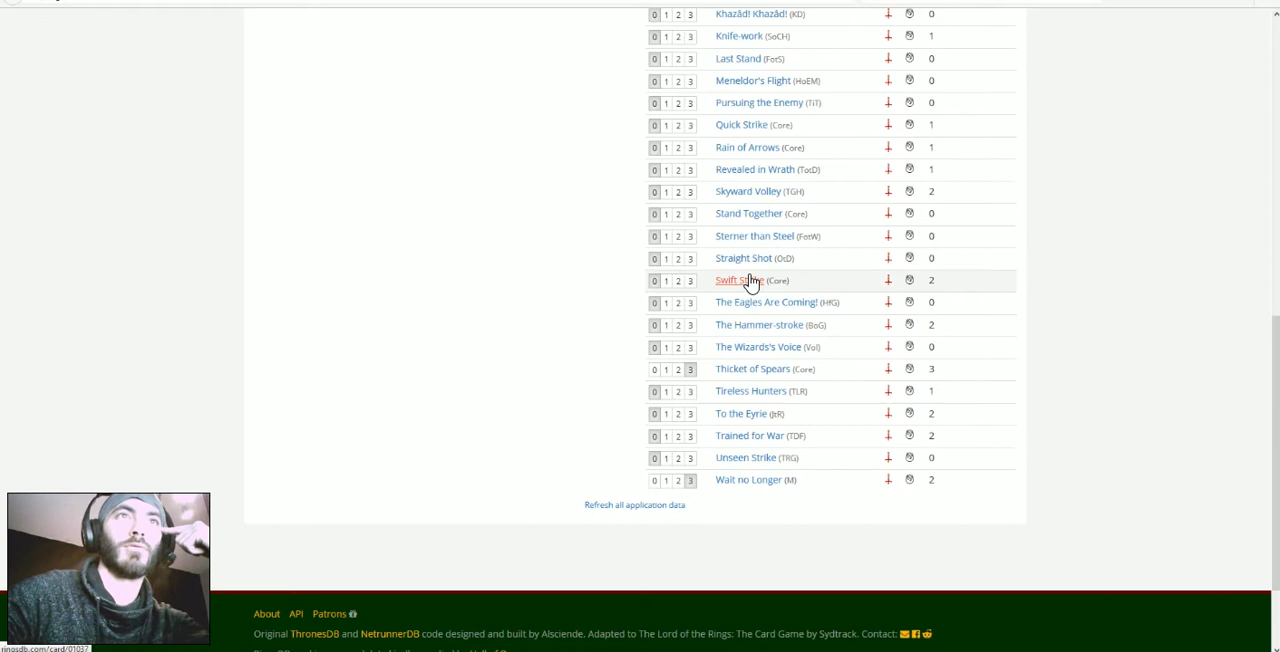 0 1 2 3 Khazâd! Khazâd! (KD) 0
0 1 2 3 Knife-work (SoCH) 1
0 1 2 3 Last Stand (FotS) 0
0 1 2 3 Meneldor's Flight (HoEM) 0
0 1 2 3 Pursuing the Enemy (TiT) 0
0 1 2 3 Quick Strike (Core) 1
0 1 2 3 Rain of Arrows (Core) 1
0 1 2 3 Revealed in Wrath (TotD) 1
0 1 2 3 Skyward Volley (TGH) 2
0 1 2 3 Stand Together (Core) 0
0 1 2 3 Sterner than Steel (FotW) 0
0 1 2 3 Straight Shot (OtD) 0
0 1 2 3 Swift (Core) 2
0 1 2 3 The Eagles Are Coming! (HfG) 0
0 1 2 3 The Hammer-stroke (BoG) 2
0 1 2 3 The Wizards's Voice (VoI) 0
0 1 2 3 Thicket of Spears (Core) 3
0 1 2 3 Tireless Hunters (TLR) 1
0 1 2 3 To the Eyrie (JtR) 2
0 1 2 3 Trained for War (TDF) 2
0 1 2 3 Unseen Strike (TRG) 0
0 1 2 3 Wait no Longer (M) 2
Refresh all application data
About API Patrons
Original ThronesDB and NetrunnerDB code designed and built by Alsciende. Adapted to The Lord of the Rings: The Card Game by Sydtrack. Contact:
ringsdb.com/card/01037